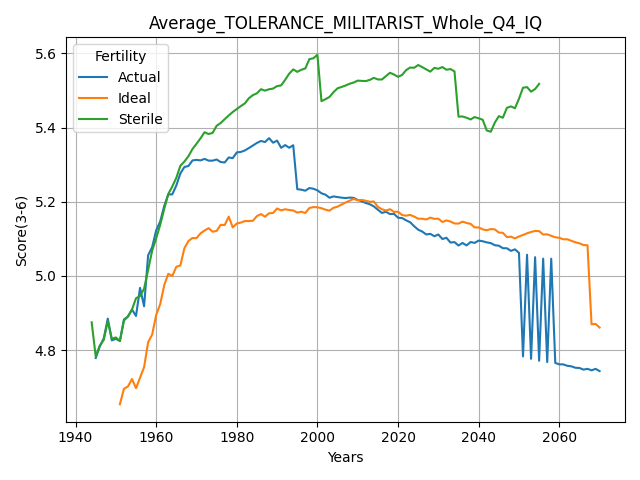 Average_TOLERANCE_MILITARIST_Whole_Q4_IQ
Fertility
Actual
Ideal
Sterile
Score(3-6)
5.6
5.4
5.2
5.0
4.8
1940
1960
1980
2000
2020
2040
2060
Years